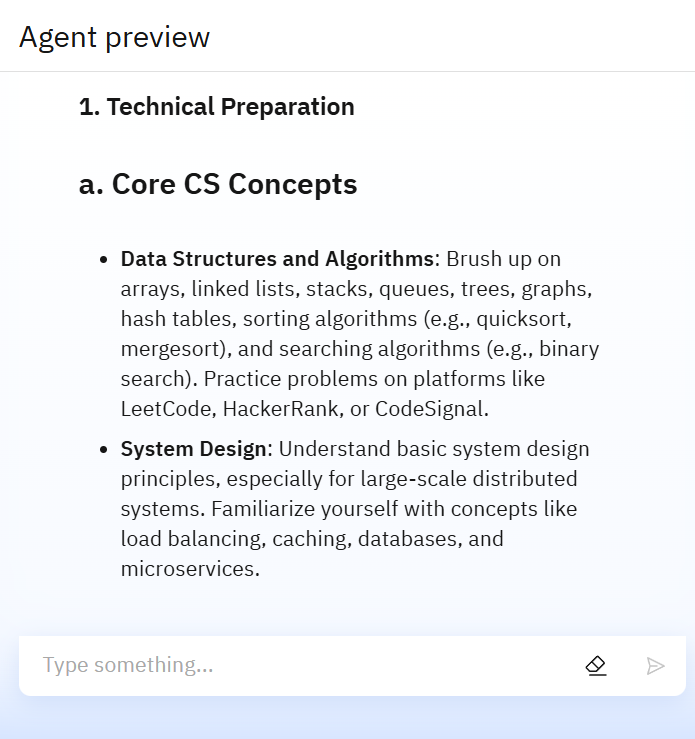 Agent preview
1. Technical Preparation
a. Core CS Concepts
• Data Structures and Algorithms: Brush up on
arrays, linked lists, stacks, queues, trees, graphs,
hash tables, sorting algorithms (e.g., quicksort,
mergesort), and searching algorithms (e.g., binary
search). Practice problems on platforms like
LeetCode, HackerRank, or CodeSignal.
• System Design: Understand basic system design
principles, especially for large-scale distributed
systems. Familiarize yourself with concepts like
load balancing, caching, databases, and
microservices.
Type something...